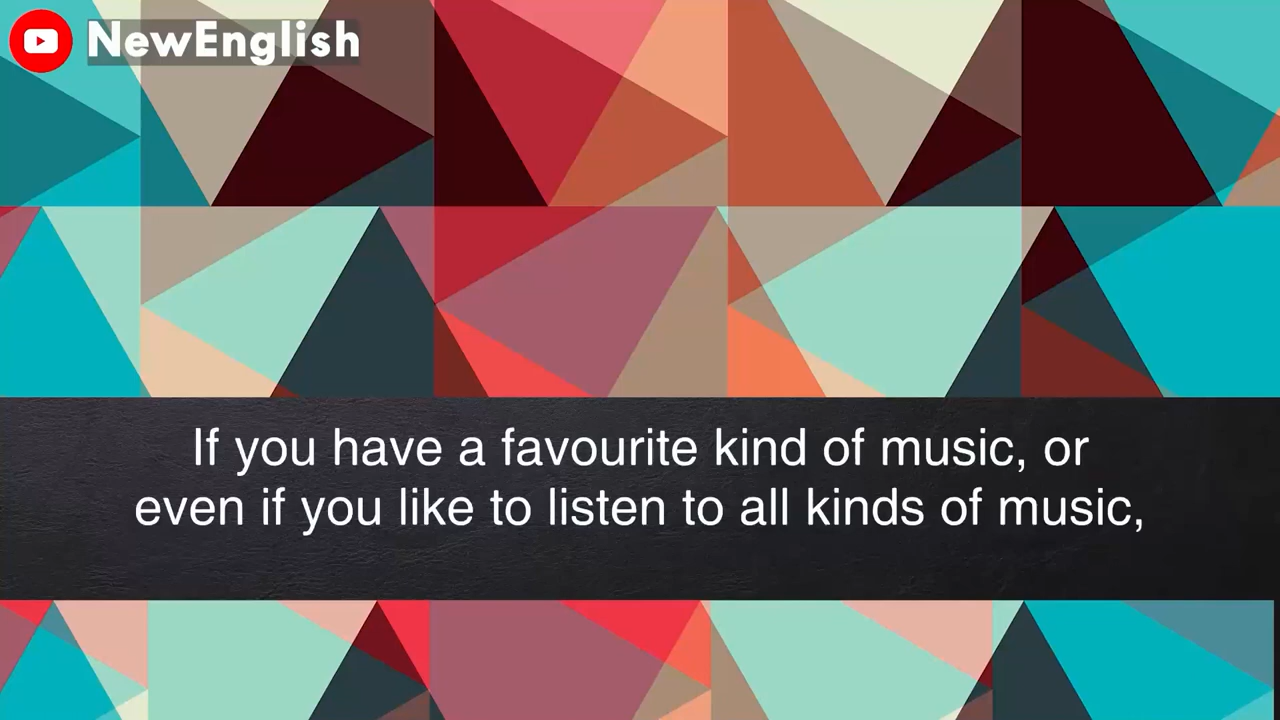 NewEnglish
If you have a favourite kind of music, or
even if you like to listen to all kinds of music,